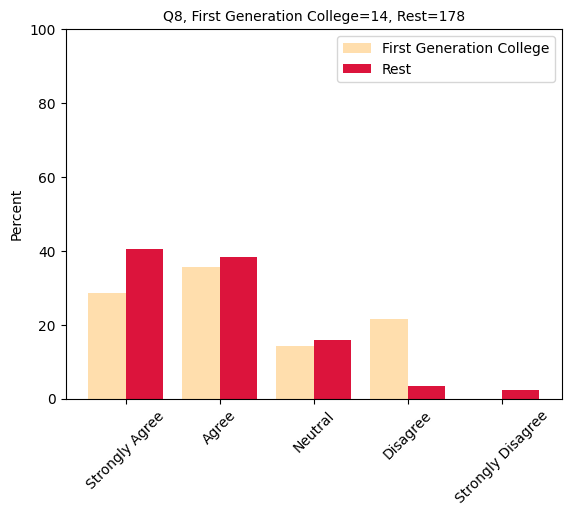 Q8, First Generation College=14, Rest=178
First Generation College
Rest
Percent
100
80
60
40
20
0
Strongly Agree
Agree
Neutral
Disagree
Strongly Disagree